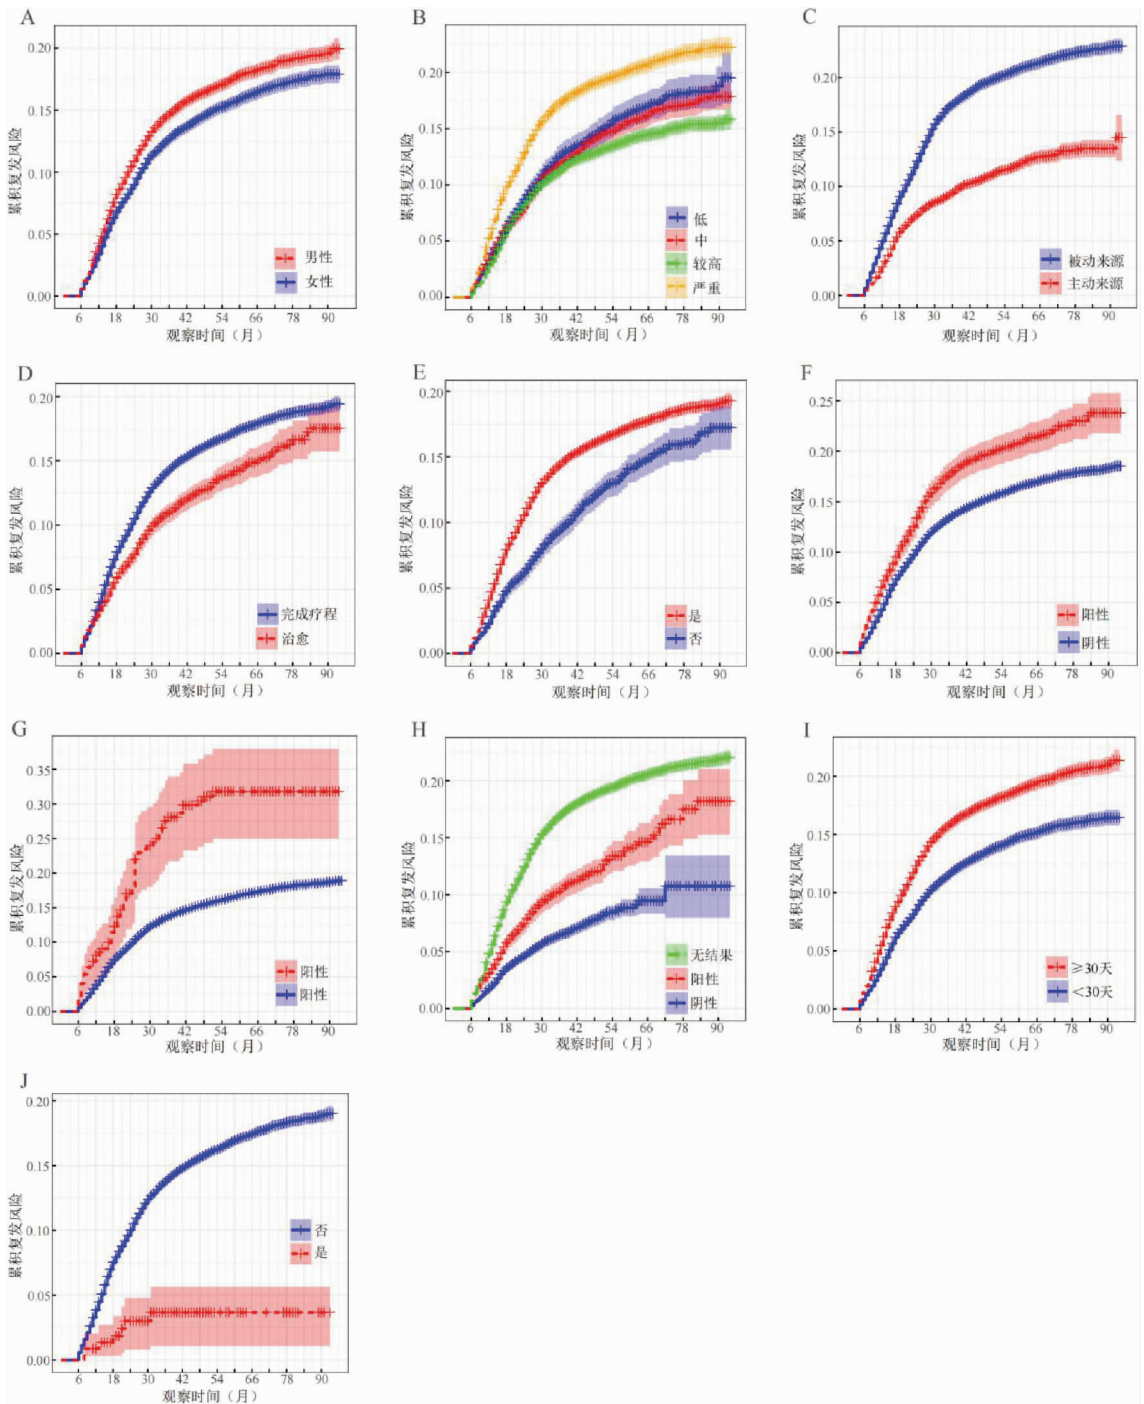 A
累积复发风险
0.20
0.15
0.10
0.05
0.00
男性
女性
6 18 30 42 54 66 78 90
观察时间（月）
B
累积复发风险
0.20
0.15
0.10
0.05
0.00
低
中
较高
严重
6 18 30 42 54 66 78 90
观察时间（月）
C
累积复发风险
0.20
0.15
0.10
0.05
0.00
被动来源
主动来源
6 18 30 42 54 66 78 90
观察时间（月）
D
累积复发风险
0.20
0.15
0.10
0.05
0.00
完成疗程
治愈
6 18 30 42 54 66 78 90
观察时间（月）
E
累积复发风险
0.20
0.15
0.10
0.05
0.00
是
否
6 18 30 42 54 66 78 90
观察时间（月）
F
累积复发风险
0.25
0.20
0.15
0.10
0.05
0.00
阳性
阴性
6 18 30 42 54 66 78 90
观察时间（月）
G
累积复发风险
0.35
0.30
0.25
0.20
0.15
0.10
0.05
0.00
阳性
阳性
6 18 30 42 54 66 78 90
观察时间（月）
H
累积复发风险
0.20
0.15
0.10
0.05
0.00
无结果
阳性
阴性
6 18 30 42 54 66 78 90
观察时间（月）
I
累积复发风险
0.20
0.15
0.10
0.05
0.00
≥30天
<30天
6 18 30 42 54 66 78 90
观察时间（月）
J
累积复发风险
0.20
0.15
0.10
0.05
0.00
否
是
6 18 30 42 54 66 78 90
观察时间（月）